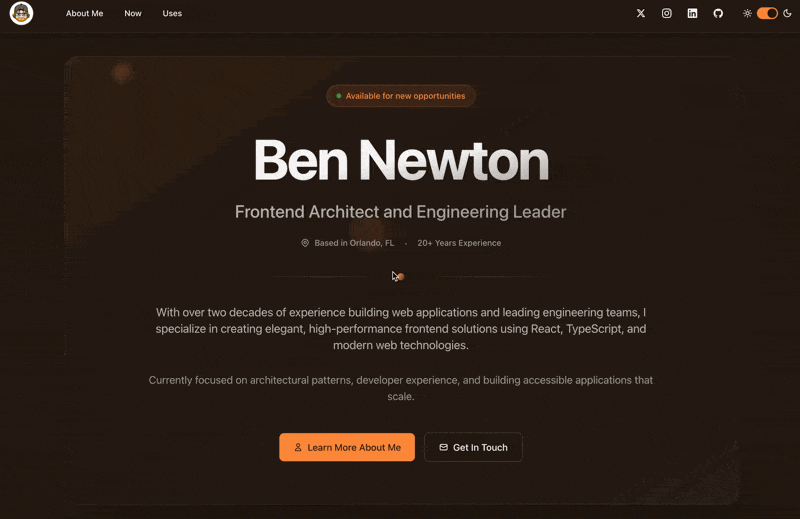 About Me Now Uses
Available for new opportunities
Ben Newton
Frontend Architect and Engineering Leader
Based in Orlando, FL · 20+ Years Experience
With over two decades of experience building web applications and leading engineering teams, I
specialize in creating elegant, high-performance frontend solutions using React, TypeScript, and
modern web technologies.
Currently focused on architectural patterns, developer experience, and building accessible applications that
scale.
Learn More About Me Get In Touch